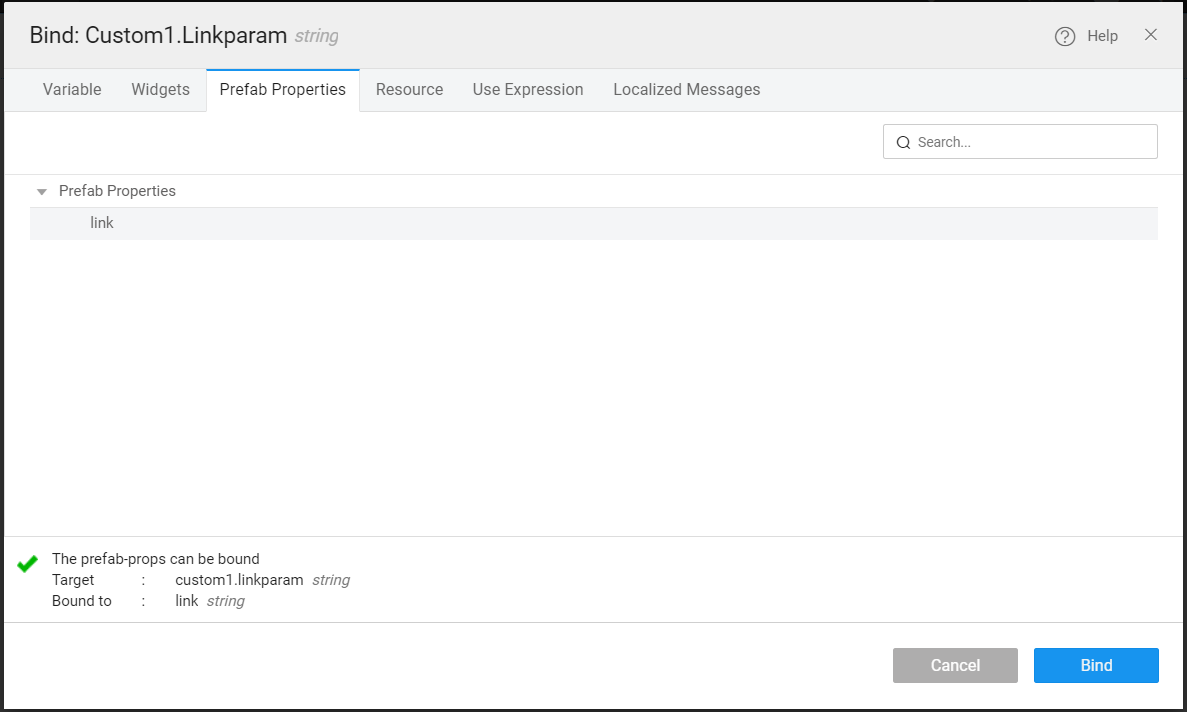 Bind: Custom1.Linkparam string
Help
Variable Widgets Prefab Properties Resource Use Expression Localized Messages
Search...
Prefab Properties
link
The prefab-props can be bound
Target : custom1.linkparam string
Bound to : link string
Cancel Bind